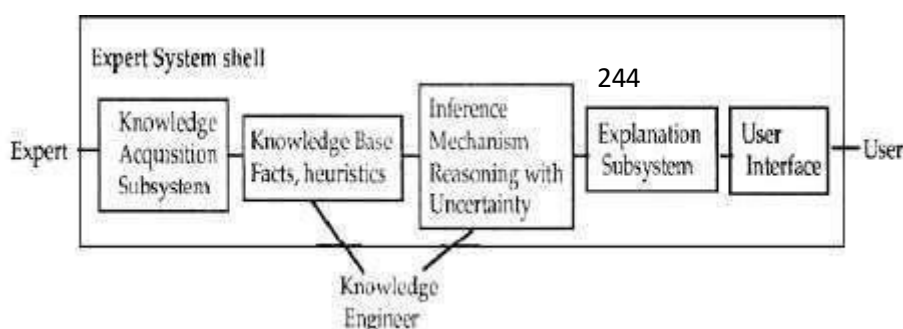 Expert System shell
244
Expert
Knowledge
Acquisition
Subsystem
Knowledge Base
Facts, heuristics
Inference
Mechanism
Reasoning with
Uncertainty
Explanation
Subsystem
User
Interface
User
Knowledge
Engineer